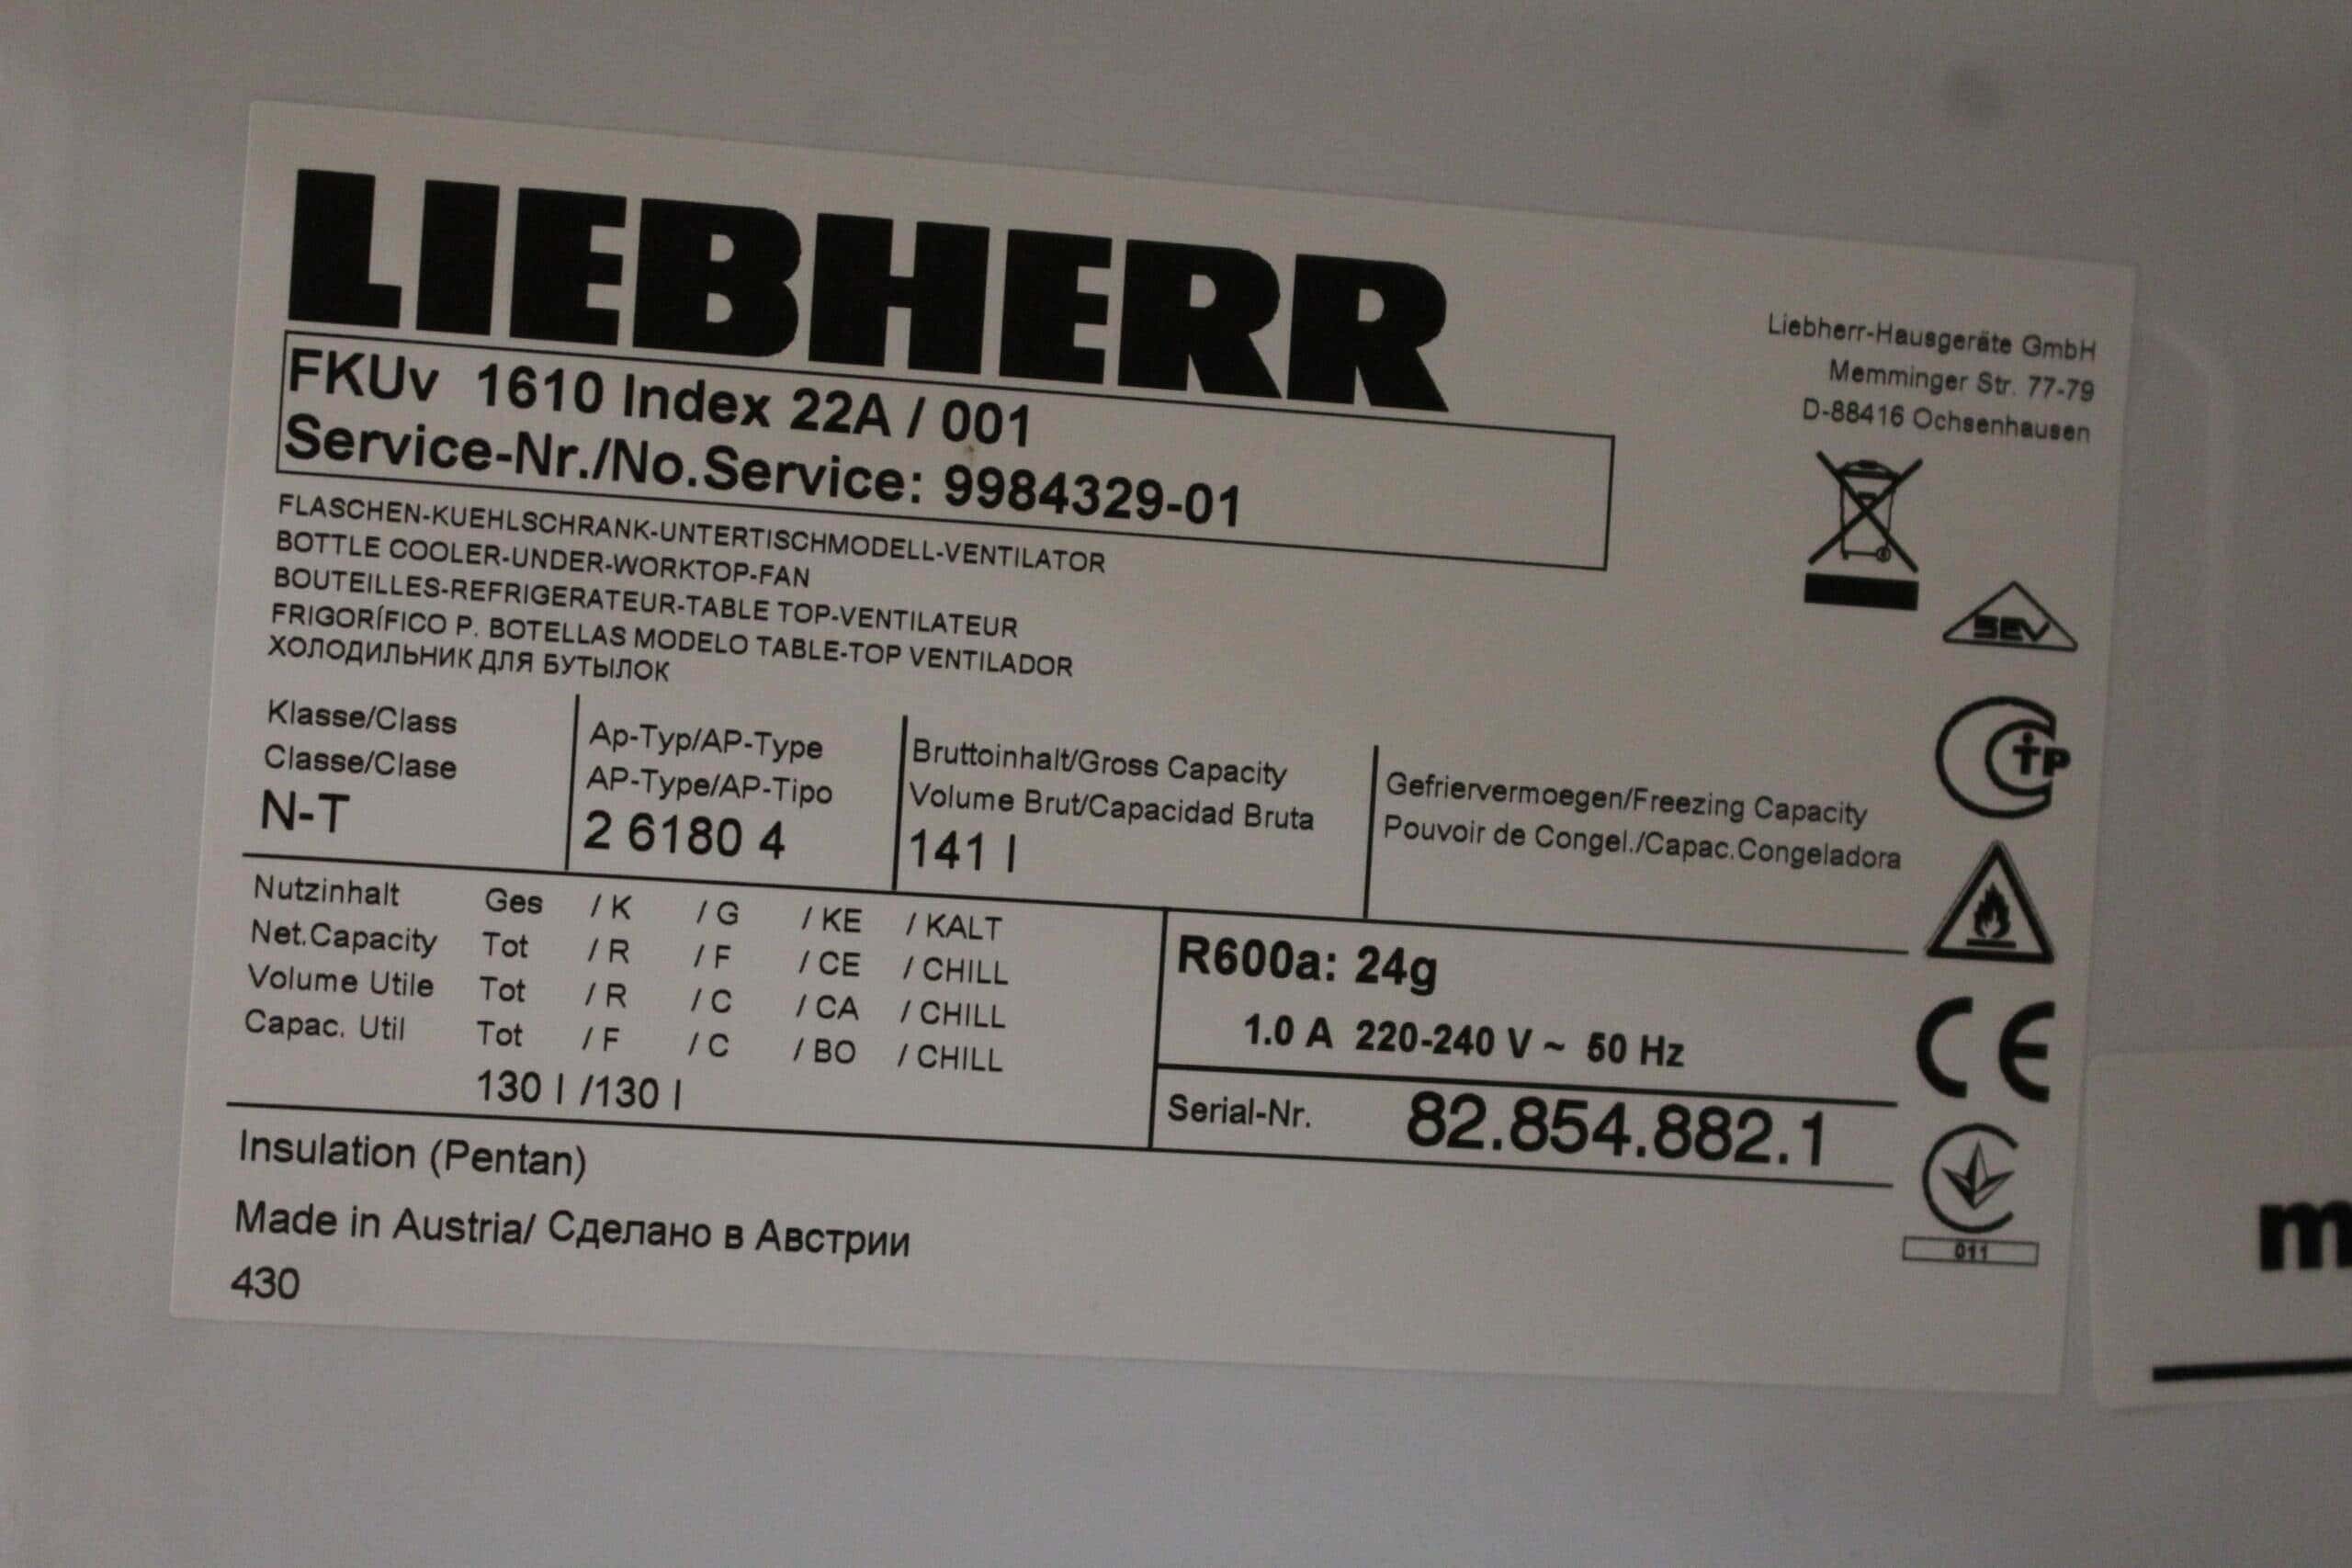 LIEBHERR
Liebherr-Hausgeräte GmbH
Memminger Str. 77-79
D-88416 Ochsenhausen
FKUv 1610 Index 22A / 001
Service-Nr./No.Service: 9984329-01
FLASCHEN-KUEHLSCHRANK-UNTERTISCHMODELL-VENTILATOR
BOTTLE COOLER-UNDER-WORKTOP-FAN
BOUTEILLES-REFRIGERATEUR-TABLE TOP-VENTILATEUR
FRIGORÍFICO P. BOTELLAS MODELO TABLE-TOP VENTILADOR
ХОЛОДИЛЬНИК ДЛЯ БУТЫЛОК
SEV
Klasse/Class
Classe/Clase
N-T
Ap-Typ/AP-Type
AP-Type/AP-Tipo
2 6180 4
Bruttoinhalt/Gross Capacity
Volume Brut/Capacidad Bruta
141 l
Gefriervermoegen/Freezing Capacity
Pouvoir de Congel./Capac.Congeladora
Nutzinhalt Ges / K / G / KE / KALT
Net.Capacity Tot / R / F / CE / CHILL
Volume Utile Tot / R / C / CA / CHILL
Capac. Util Tot / F / C / BO / CHILL
130 l /130 l
R600a: 24g
1.0 A 220-240 V ~ 50 Hz
Serial-Nr. 82.854.882.1
CE
011
Insulation (Pentan)
Made in Austria/ Сделано в Австрии
430
m